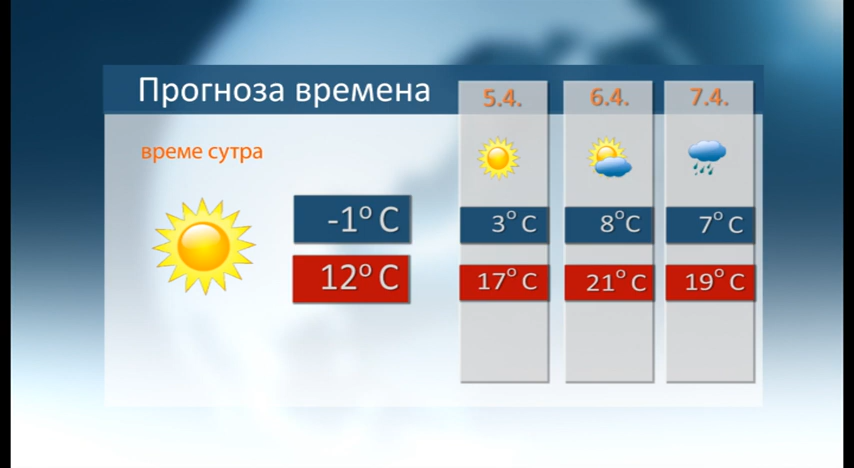 Прогноза времена
време сутра
-1° C
12° C
5.4.
3° C
17° C
6.4.
8°C
21° C
7.4.
7° C
19° C